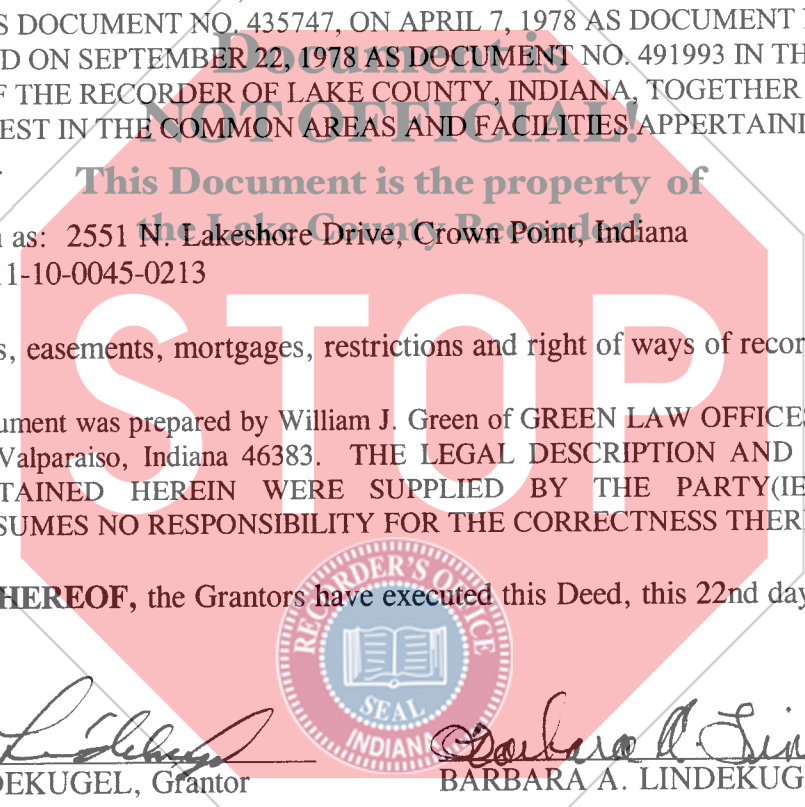 S DOCUMENT NO. 435747, ON APRIL 7, 1978 AS DOCUMENT
D ON SEPTEMBER 22, 1978 AS DOCUMENT NO. 491993 IN TH
Document is
F THE RECORDER OF LAKE COUNTY, INDIANA, TOGETHER
NOT OFFICIAL!
EST IN THE COMMON AREAS AND FACILITIES APPERTAINI
This Document is the property of
the Lake County Recorder!
as: 2551 N. Lakeshore Drive, Crown Point, Indiana
11-10-0045-0213
STOP
s, easements, mortgages, restrictions and right of ways of recor
ument was prepared by William J. Green of GREEN LAW OFFICES
Valparaiso, Indiana 46383. THE LEGAL DESCRIPTION AND
TAINED HEREIN WERE SUPPLIED BY THE PARTY(IE
SUMES NO RESPONSIBILITY FOR THE CORRECTNESS THER
HEREOF, the Grantors have executed this Deed, this 22nd day
RECORDER'S OFFICE
SEAL
INDIANA
Lindekugel
Barbara A. Lin
DEKUGEL, Grantor
BARBARA A. LINDEKUG